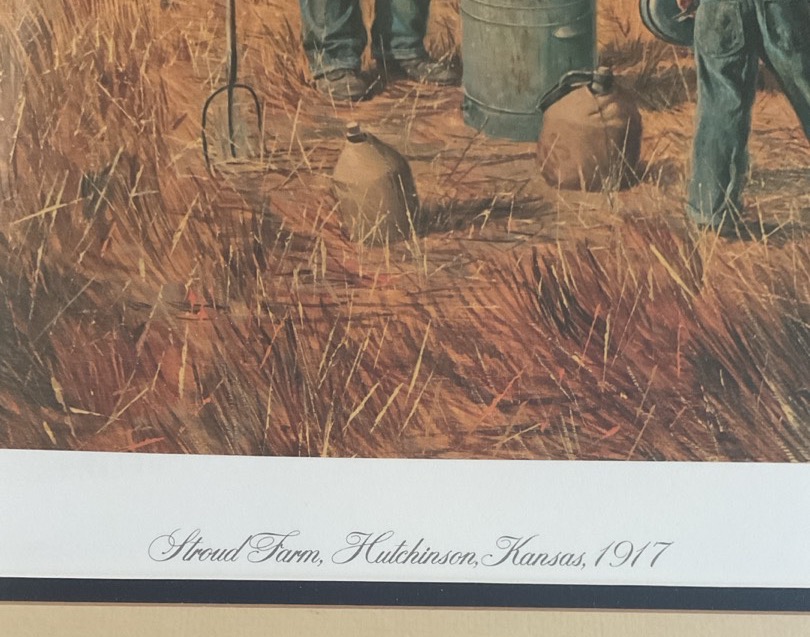 Stroud Farm, Hutchinson, Kansas, 1917